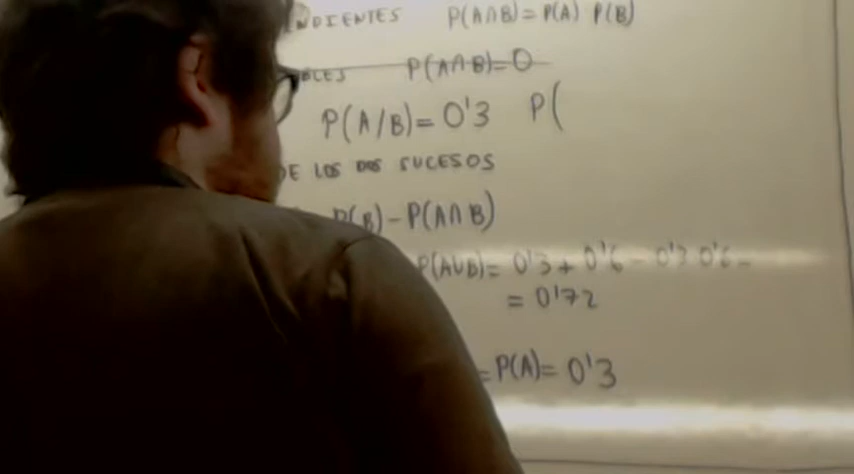 NDIENTES P(A∩B)=P(A) P(B)
BLES P(A∩B)=0
P(A/B)=0'3 P(
DE LOS DOS SUCESOS
P(B)-P(A∩B)
P(A∪B)= 0'3+0'6-0'3 0'6=
=0'72
=P(A)=0'3